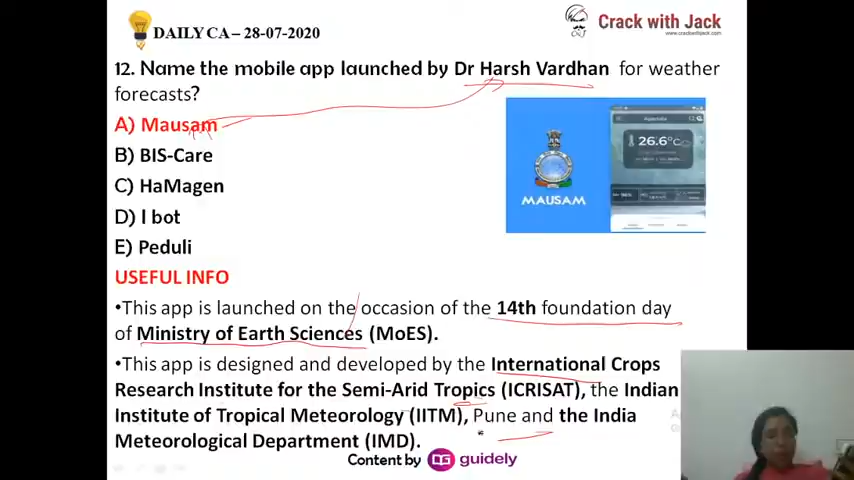 DAILY CA – 28-07-2020
Crack with Jack
www.crackwithjack.com
12. Name the mobile app launched by Dr Harsh Vardhan for weather
forecasts?
A) Mausam
B) BIS-Care
C) HaMagen
D) I bot
E) Peduli
26.6°C
MAUSAM
USEFUL INFO
•This app is launched on the occasion of the 14th foundation day
of Ministry of Earth Sciences (MoES).
•This app is designed and developed by the International Crops
Research Institute for the Semi-Arid Tropics (ICRISAT), the Indian
Institute of Tropical Meteorology (IITM), Pune and the India
Meteorological Department (IMD).
Content by guidely